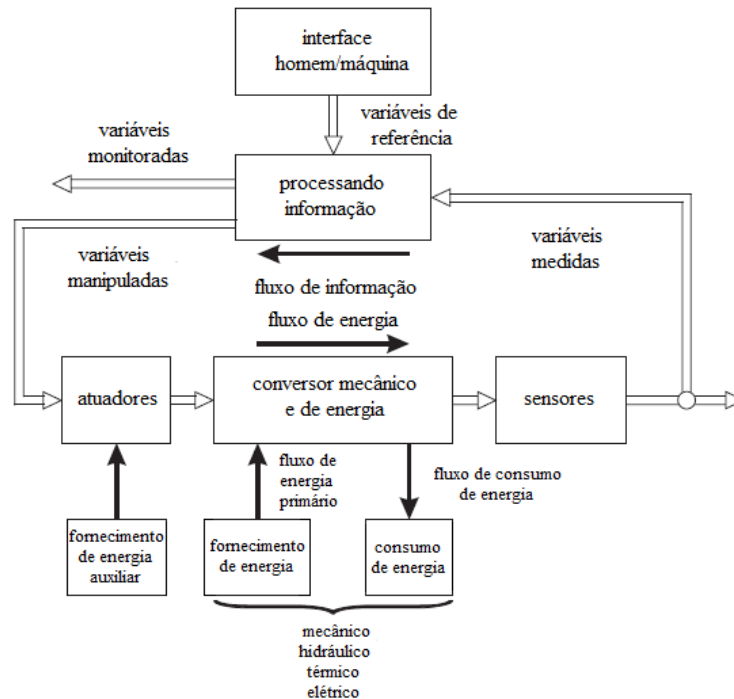 interface
homem/máquina
variáveis de
referência
variáveis
monitoradas
processando
informação
variáveis
manipuladas
variáveis
medidas
fluxo de informação
fluxo de energia
atuadores
conversor mecânico
e de energia
sensores
fluxo de
energia
primário
fluxo de consumo
de energia
fornecimento
de energia
auxiliar
fornecimento
de energia
consumo
de energia
mecânico
hidráulico
térmico
elétrico